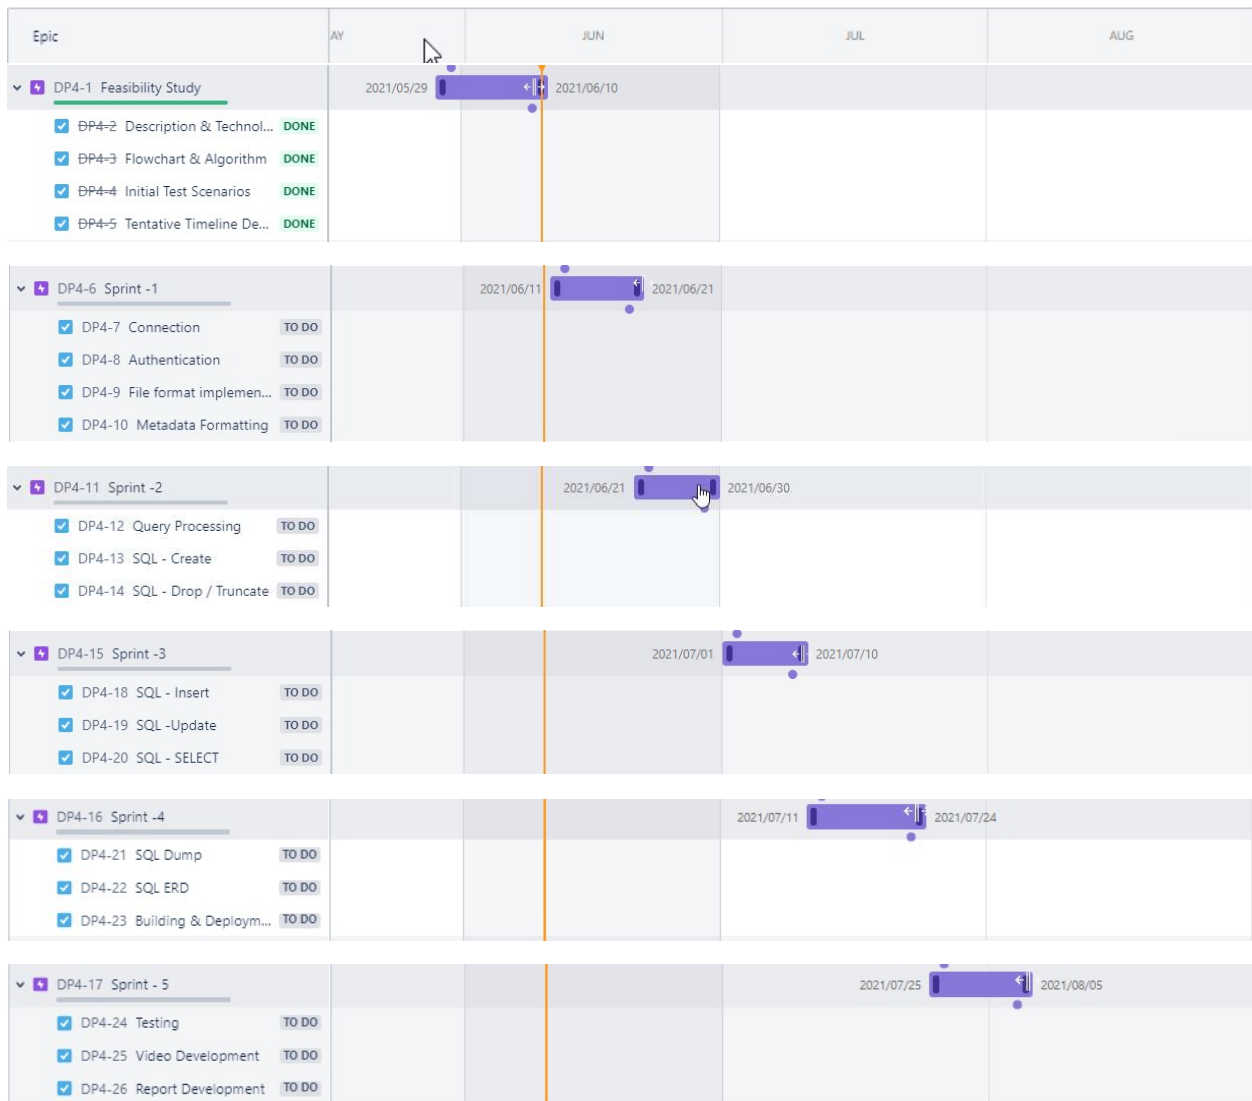 Epic AY JUN JUL AUG
DP4-1 Feasibility Study 2021/05/29 2021/06/10
DP4-2 Description & Technol... DONE
DP4-3 Flowchart & Algorithm DONE
DP4-4 Initial Test Scenarios DONE
DP4-5 Tentative Timeline De... DONE
DP4-6 Sprint -1 2021/06/11 2021/06/21
DP4-7 Connection TO DO
DP4-8 Authentication TO DO
DP4-9 File format implemen... TO DO
DP4-10 Metadata Formatting TO DO
DP4-11 Sprint -2 2021/06/21 2021/06/30
DP4-12 Query Processing TO DO
DP4-13 SQL - Create TO DO
DP4-14 SQL - Drop / Truncate TO DO
DP4-15 Sprint -3 2021/07/01 2021/07/10
DP4-18 SQL - Insert TO DO
DP4-19 SQL -Update TO DO
DP4-20 SQL - SELECT TO DO
DP4-16 Sprint -4 2021/07/11 2021/07/24
DP4-21 SQL Dump TO DO
DP4-22 SQL ERD TO DO
DP4-23 Building & Deploym... TO DO
DP4-17 Sprint - 5 2021/07/25 2021/08/05
DP4-24 Testing TO DO
DP4-25 Video Development TO DO
DP4-26 Report Development TO DO